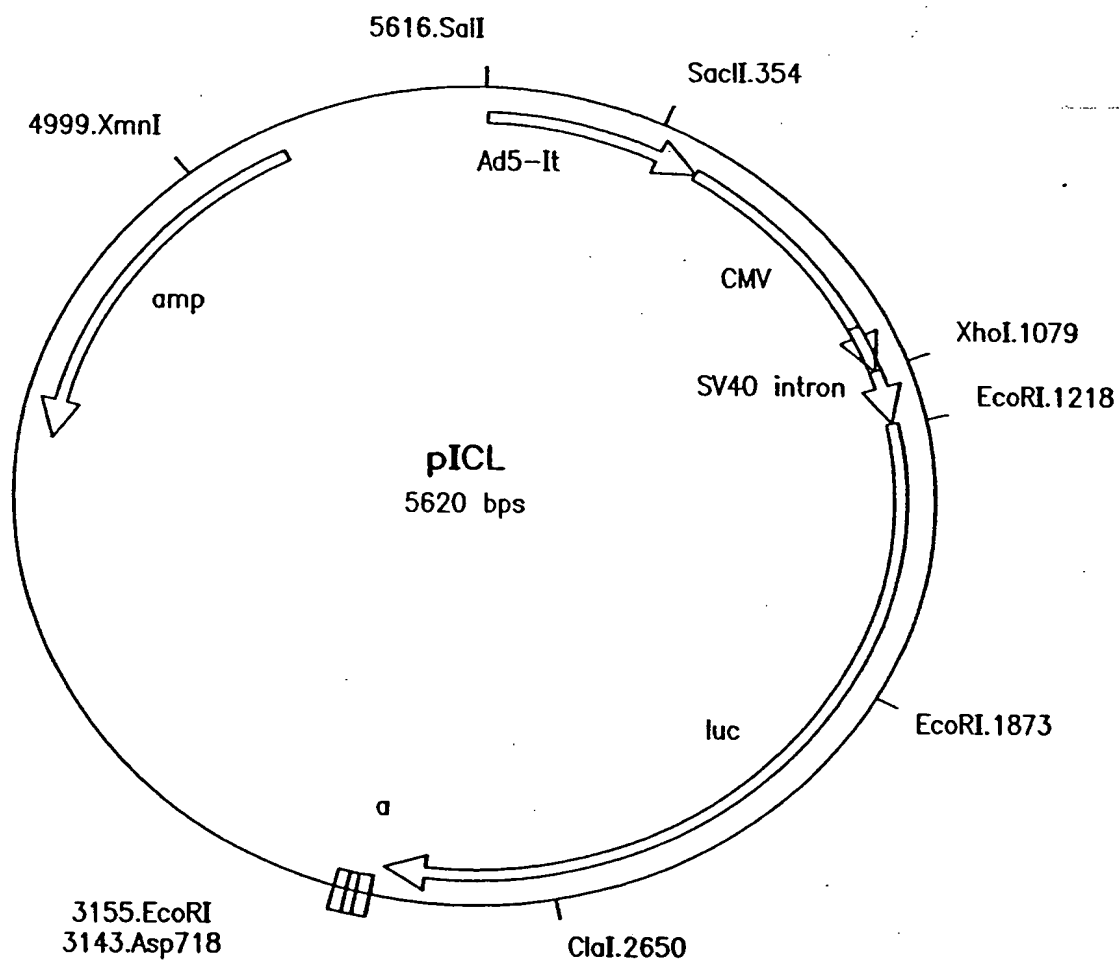 5616.SalI
SacII.354
4999.XmnI
Ad5-It
CMV
amp
XhoI.1079
SV40 intron
EcoRI.1218
pICL
5620 bps
luc
EcoRI.1873
a
3155.EcoRI
3143.Asp718
ClaI.2650